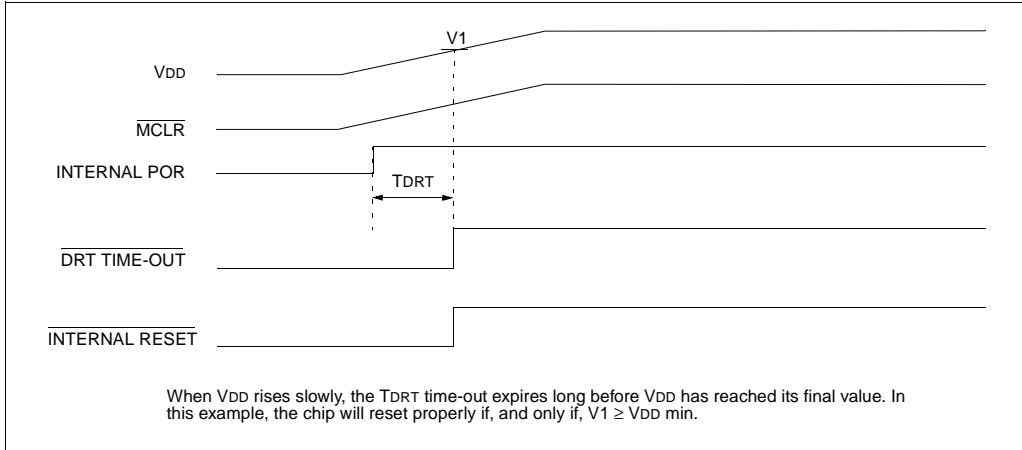 V1
VDD
MCLR
INTERNAL POR
TDRT
DRT TIME-OUT
INTERNAL RESET
When VDD rises slowly, the TDRT time-out expires long before VDD has reached its final value. In
this example, the chip will reset properly if, and only if, V1 ≥ VDD min.